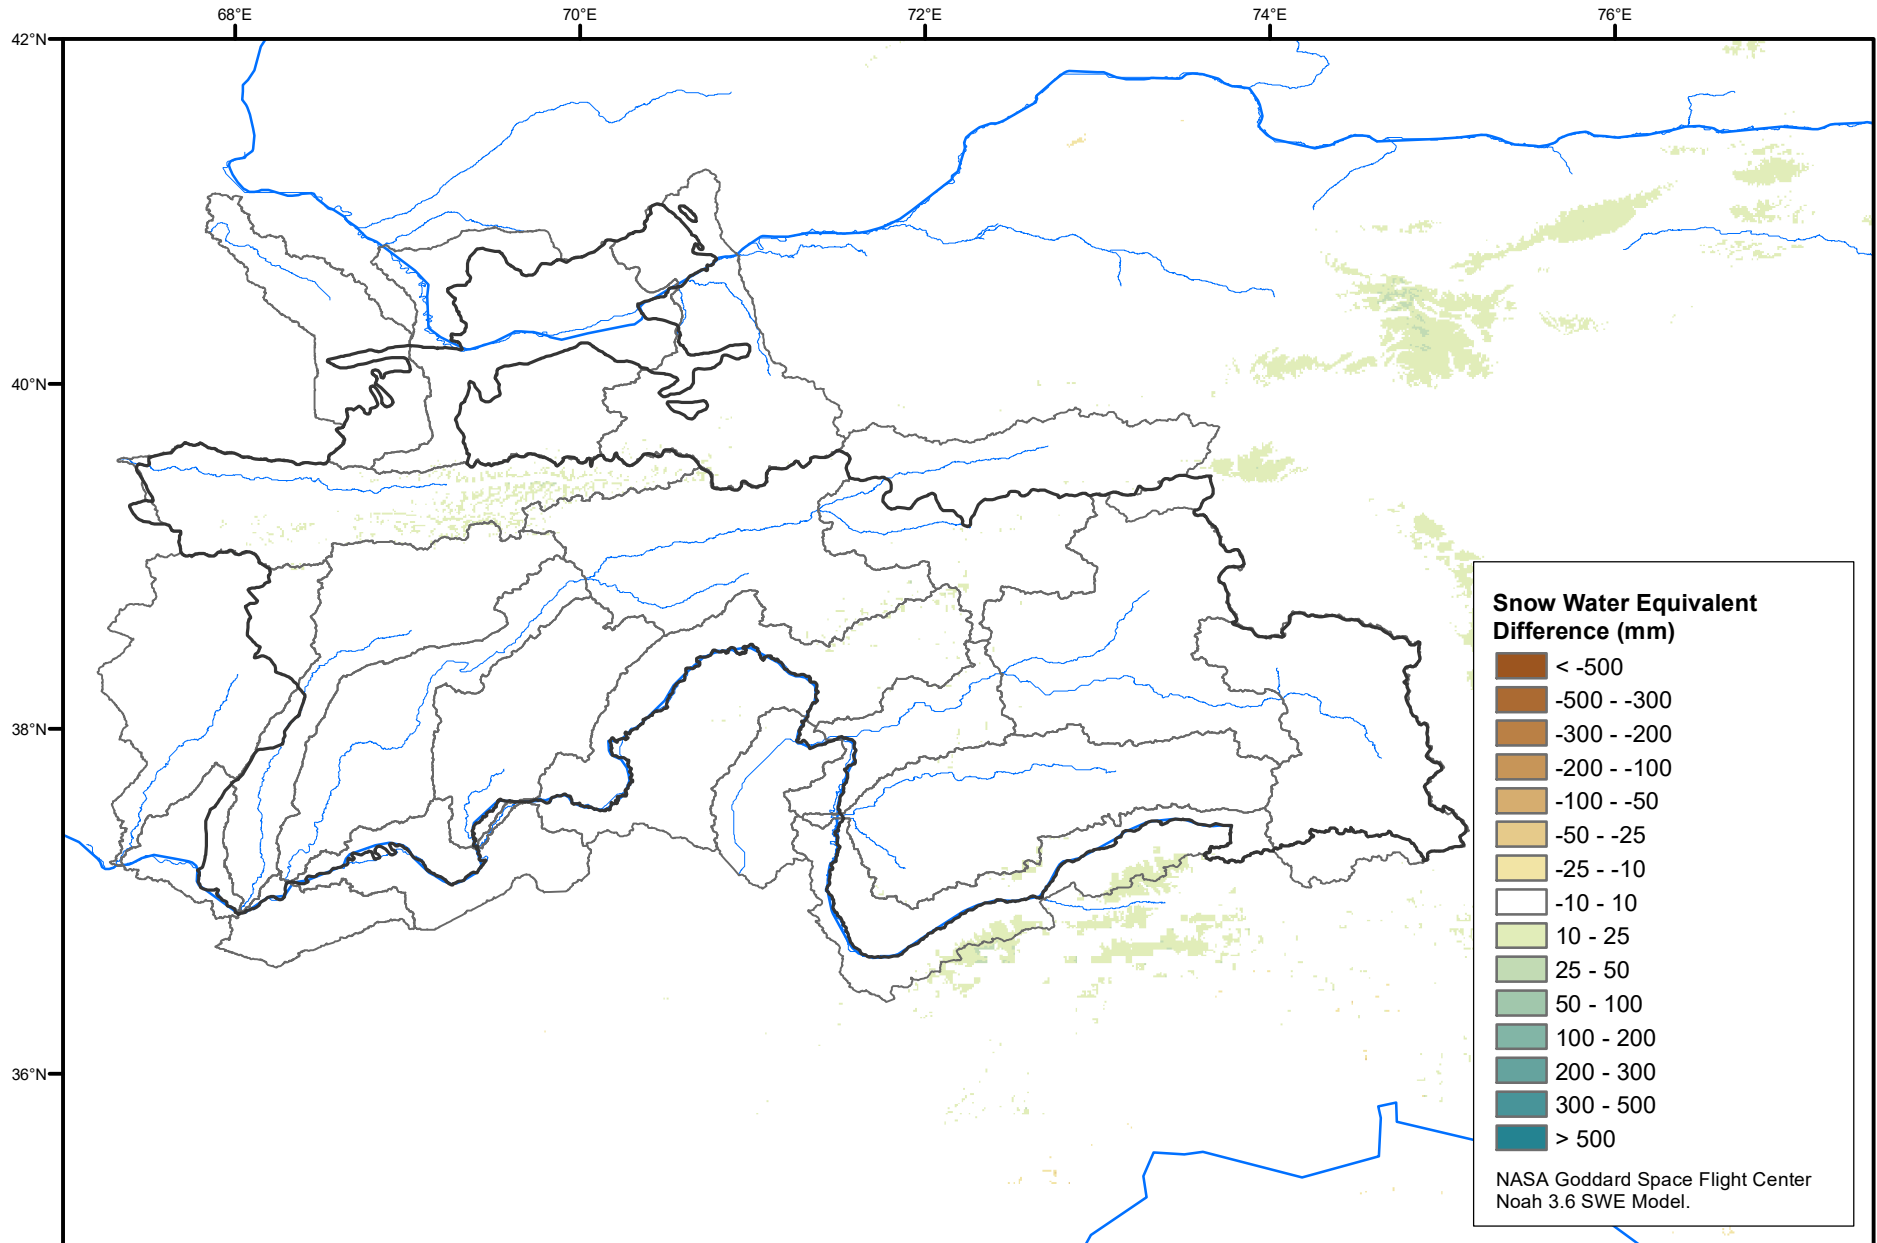 68°E
70°E
72°E
74°E
76°E
42°N
40°N
38°N
36°N
Snow Water Equivalent
Difference (mm)
< -500
-500 - -300
-300 - -200
-200 - -100
-100 - -50
-50 - -25
-25 - -10
-10 - 10
10 - 25
25 - 50
50 - 100
100 - 200
200 - 300
300 - 500
> 500
NASA Goddard Space Flight Center
Noah 3.6 SWE Model.